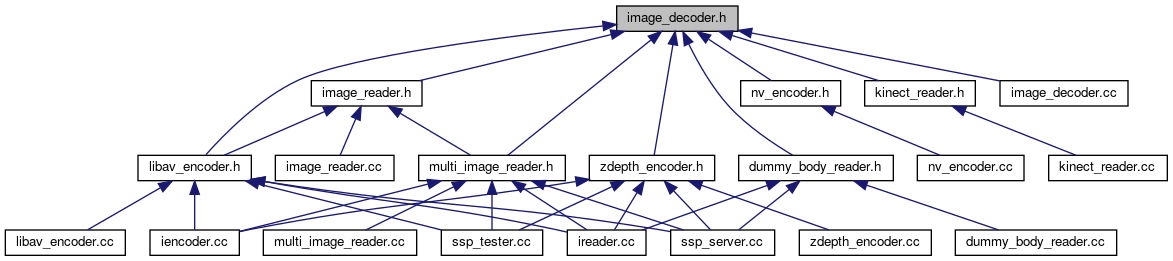 image_decoder.h
image_reader.h
nv_encoder.h
kinect_reader.h
image_decoder.cc
libav_encoder.h
image_reader.cc
multi_image_reader.h
zdepth_encoder.h
dummy_body_reader.h
nv_encoder.cc
kinect_reader.cc
libav_encoder.cc
iencoder.cc
multi_image_reader.cc
ssp_tester.cc
ireader.cc
ssp_server.cc
zdepth_encoder.cc
dummy_body_reader.cc